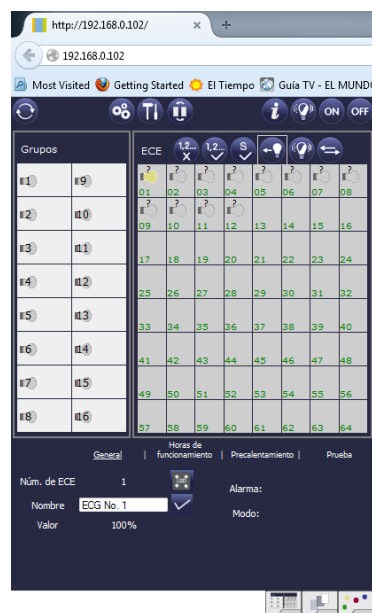 http://192.168.0.102/ × +
192.168.0.102
Most Visited Getting Started El Tiempo Guía TV - EL MUND
i ON OFF
Grupos ECE 1,2... X 1,2... S
1 9 ? ? ? ? ? ? ? ?
01 02 03 04 05 06 07 08
2 10 ? ? ? ?
09 10 11 12 13 14 15 16
3 11
17 18 19 20 21 22 23 24
4 12
25 26 27 28 29 30 31 32
5 13
33 34 35 36 37 38 39 40
6 14
41 42 43 44 45 46 47 48
7 15
49 50 51 52 53 54 55 56
8 16
57 58 59 60 61 62 63 64
General | Horas de funcionamiento | Precalentamiento | Prueba
Núm. de ECE 1
Alarma:
Nombre ECG No. 1
Modo:
Valor 100%